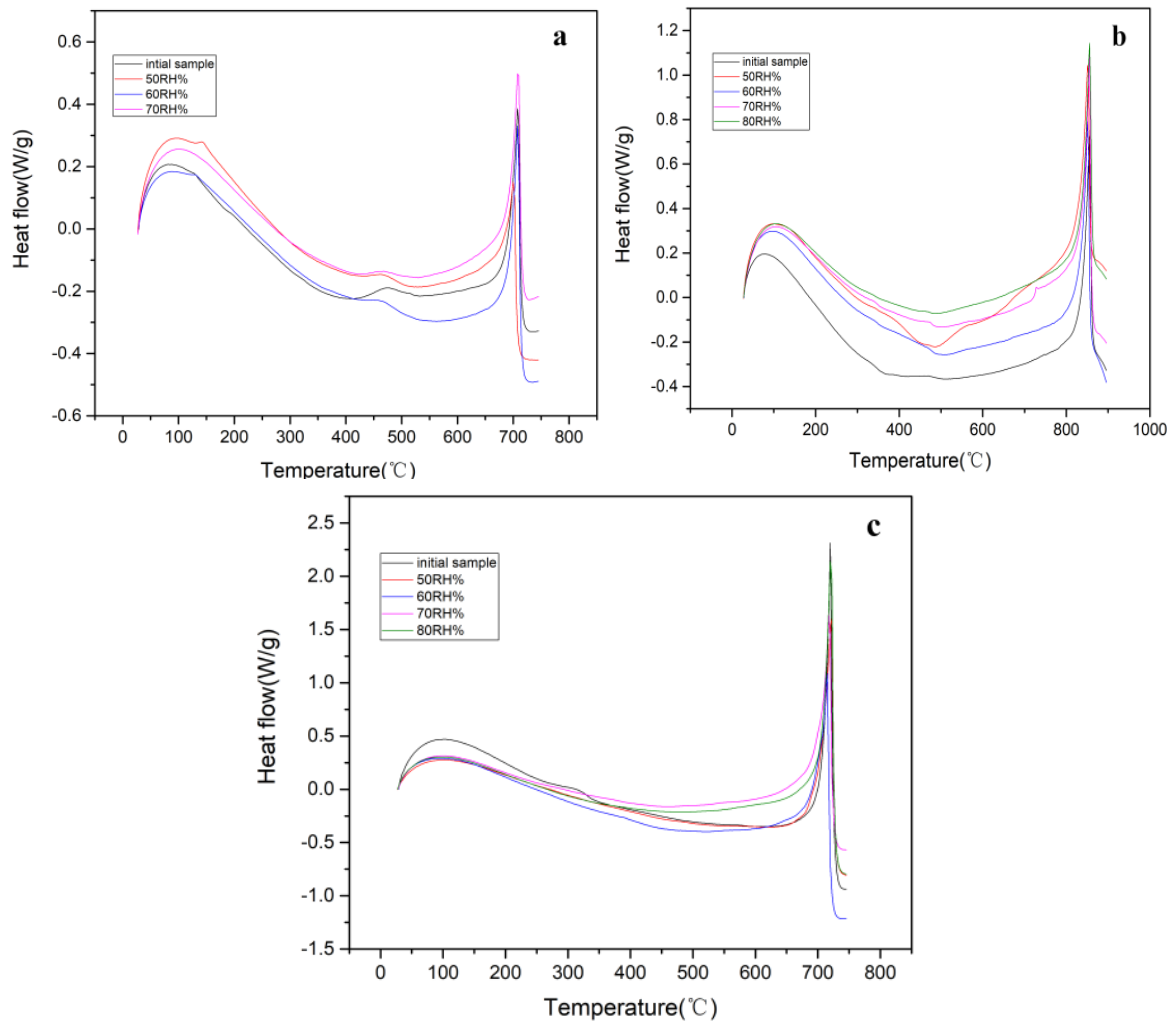 a
initial sample
50RH%
60RH%
70RH%
Heat flow(W/g)
0.6
0.4
0.2
0.0
-0.2
-0.4
-0.6
0 100 200 300 400 500 600 700 800
Temperature(℃)
b
initial sample
50RH%
60RH%
70RH%
80RH%
Heat flow(W/g)
1.2
1.0
0.8
0.6
0.4
0.2
0.0
-0.2
-0.4
0 200 400 600 800 1000
Temperature(℃)
c
initial sample
50RH%
60RH%
70RH%
80RH%
Heat flow(W/g)
2.5
2.0
1.5
1.0
0.5
0.0
-0.5
-1.0
-1.5
0 100 200 300 400 500 600 700 800
Temperature(℃)